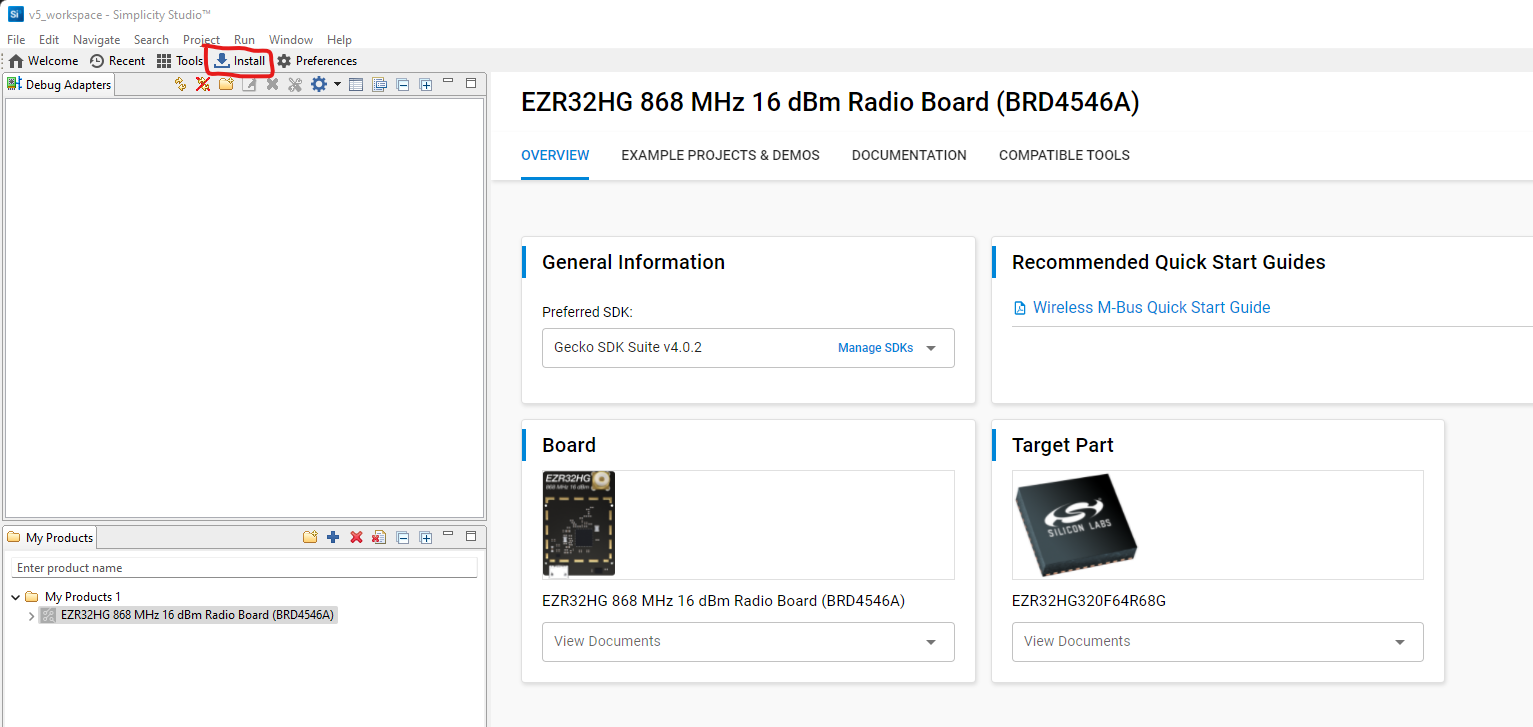 v5_workspace - Simplicity Studio™
File Edit Navigate Search Project Run Window Help
Welcome Recent Tools Install Preferences
Debug Adapters
EZR32HG 868 MHz 16 dBm Radio Board (BRD4546A)
OVERVIEW EXAMPLE PROJECTS & DEMOS DOCUMENTATION COMPATIBLE TOOLS
General Information
Preferred SDK:
Gecko SDK Suite v4.0.2 Manage SDKs
Recommended Quick Start Guides
Wireless M-Bus Quick Start Guide
Board
EZR32HG
868 MHz 16 dBm
EZR32HG 868 MHz 16 dBm Radio Board (BRD4546A)
View Documents
Target Part
SILICON LABS
EZR32HG320F64R68G
View Documents
My Products
Enter product name
My Products 1
EZR32HG 868 MHz 16 dBm Radio Board (BRD4546A)